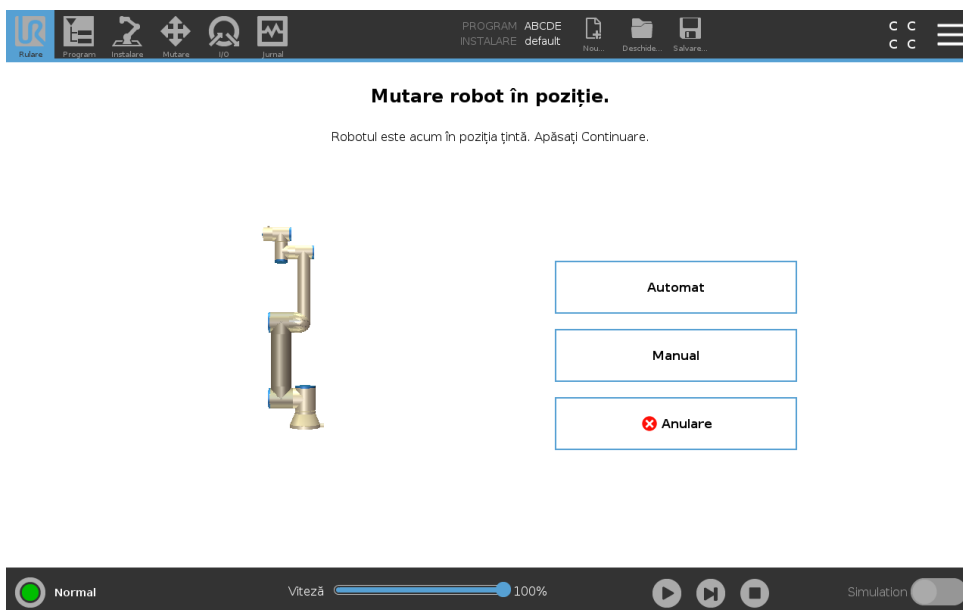 PROGRAM ABCDE
INSTALARE default
Rulare Program Instalare Mutare I/O Jurnal Nou... Deschide... Salvare...
C C
C C
Mutare robot în poziție.
Robotul este acum în poziția țintă. Apăsați Continuare.
Automat
Manual
Anulare
Normal Viteză 100% Simulation